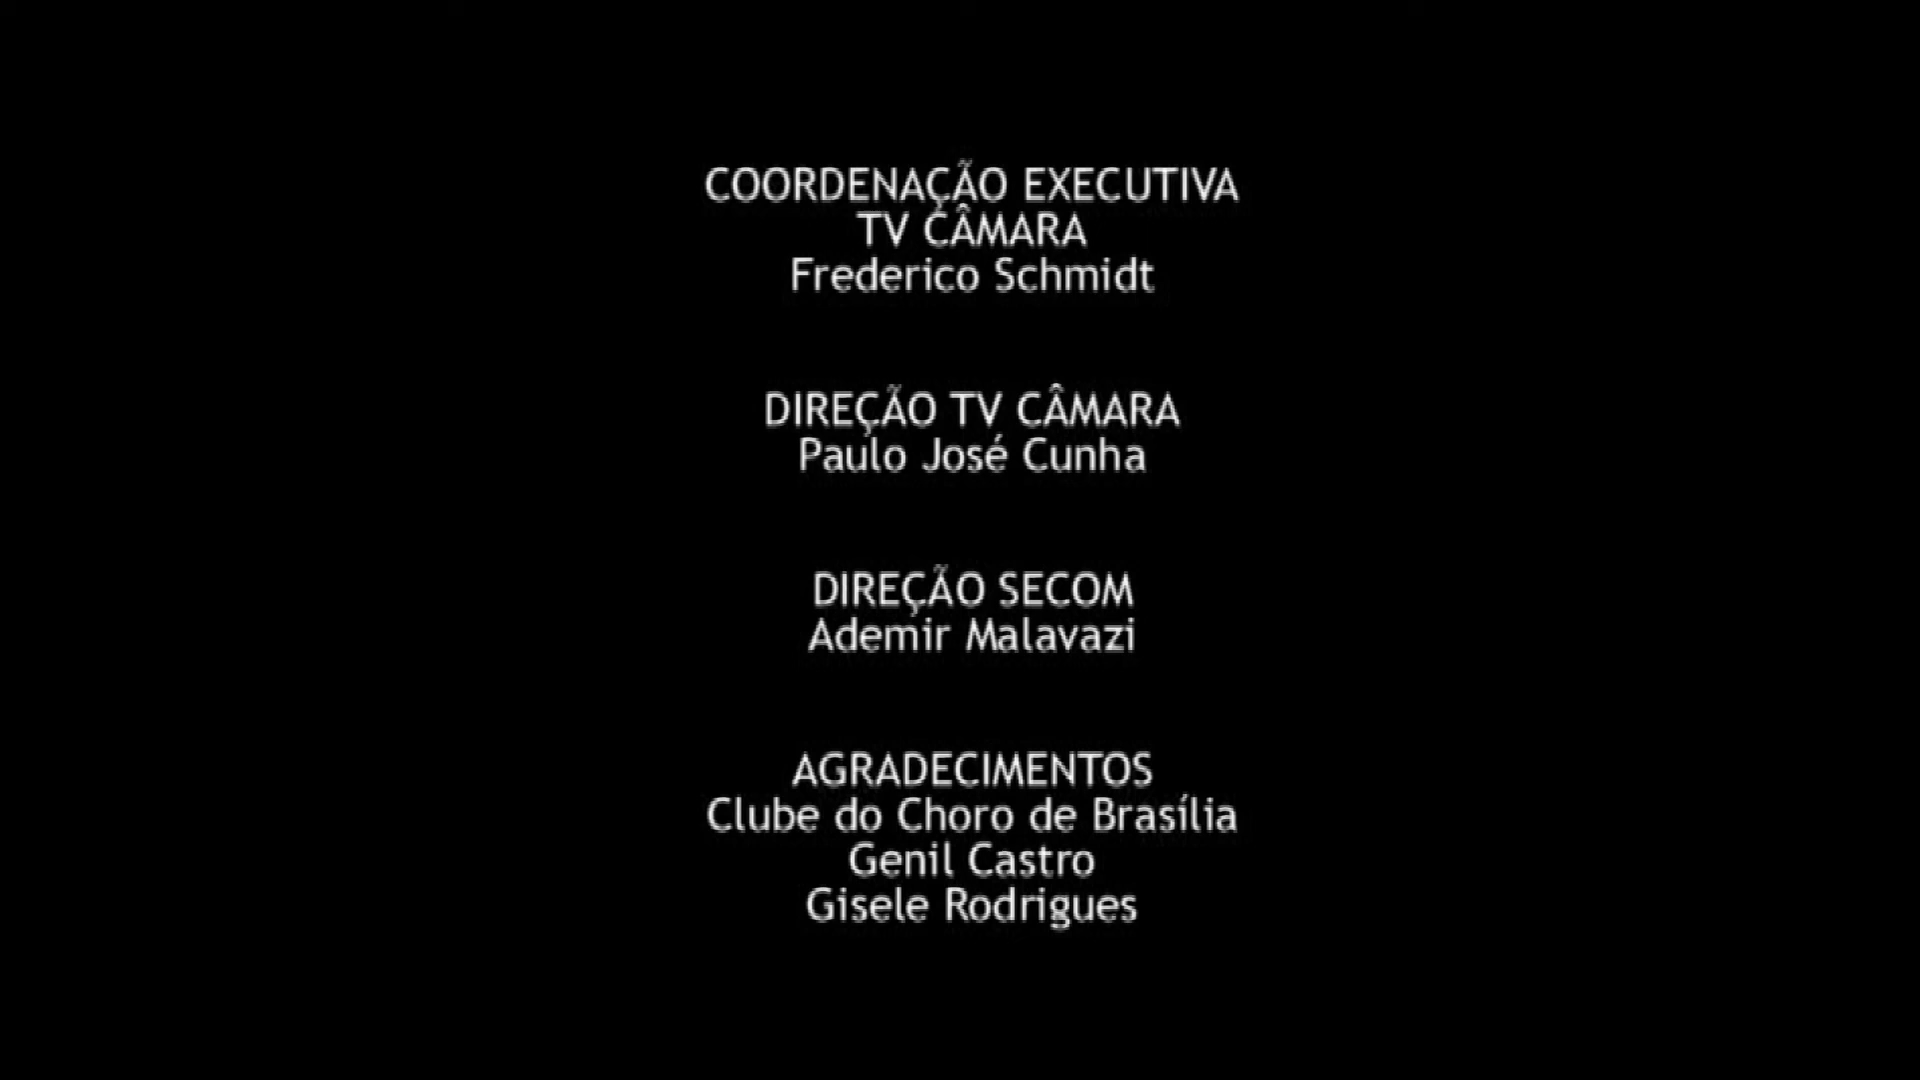 COORDENAÇÃO EXECUTIVA
TV CÂMARA
Frederico Schmidt
DIREÇÃO TV CÂMARA
Paulo José Cunha
DIREÇÃO SECOM
Ademir Malavazi
AGRADECIMENTOS
Clube do Choro de Brasília
Genil Castro
Gisele Rodrigues